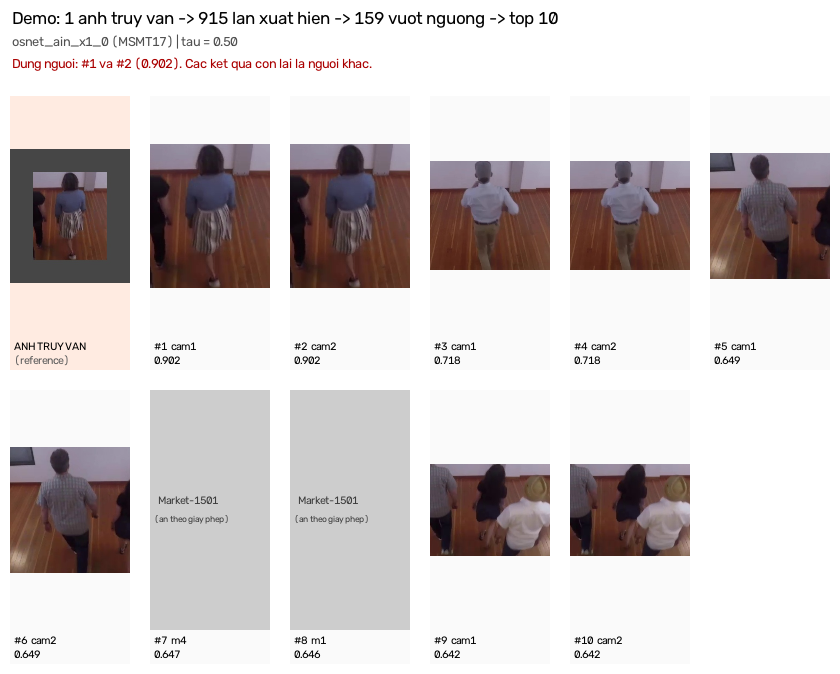 Demo: 1 anh truy van -> 915 lan xuat hien -> 159 vuot nguong -> top 10
osnet_ain_x1_0 (MSMT17) | tau = 0.50
Dung nguoi: #1 va #2 (0.902). Cac ket qua con lai la nguoi khac.
ANH TRUY VAN
(reference)
#1 cam1
0.902
#2 cam2
0.902
#3 cam1
0.718
#4 cam2
0.718
#5 cam1
0.649
#6 cam2
0.649
Market-1501
(an theo giay phep)
#7 m4
0.647
Market-1501
(an theo giay phep)
#8 m1
0.646
#9 cam1
0.642
#10 cam2
0.642